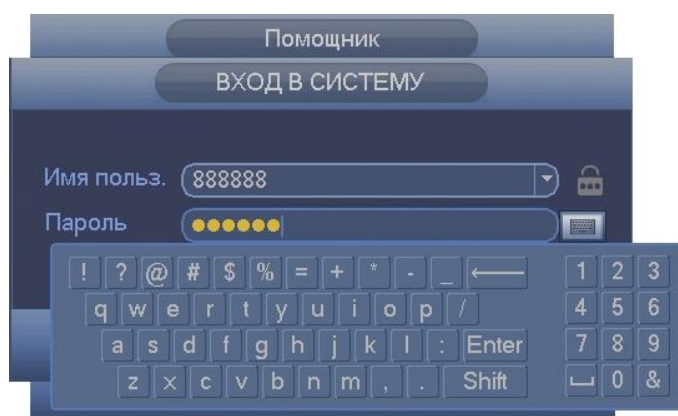 Помощник
ВХОД В СИСТЕМУ
Имя польз. 888888
Пароль ●●●●●●
! ? @ # $ % = + * - _ ⟵ 1 2 3
q w e r t y u i o p / 4 5 6
a s d f g h j k l : Enter 7 8 9
z x c v b n m , . Shift ⌴ 0 &